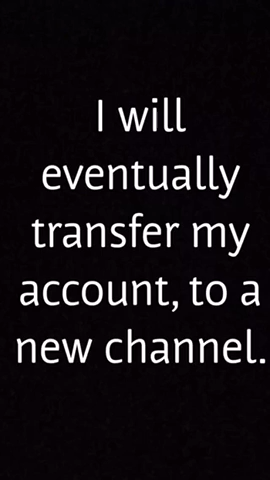 I will
eventually
transfer my
account, to a
new channel.